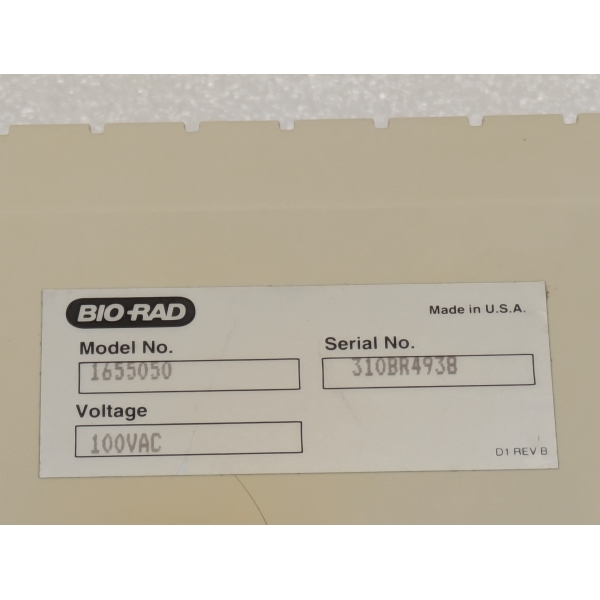 BIO-RAD
Made in U.S.A.
Model No.
1655050
Serial No.
310BR4938
Voltage
100VAC
D1 REV B